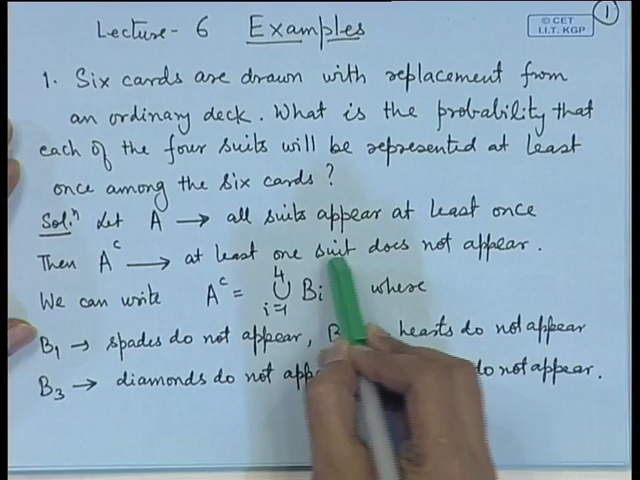 Lecture - 6 Examples
© CET
I.I.T. KGP
1
1. Six cards are drawn with replacement from
an ordinary deck. What is the probability that
each of the four suits will be represented at least
once among the six cards?
Sol.ⁿ Let A → all suits appear at least once
Then Aᶜ → at least one suit does not appear.
We can write Aᶜ = ⋃ᵢ₌₁⁴ Bᵢ where
B₁ → spades do not appear, B hearts do not appear
B₃ → diamonds do not app do not appear.